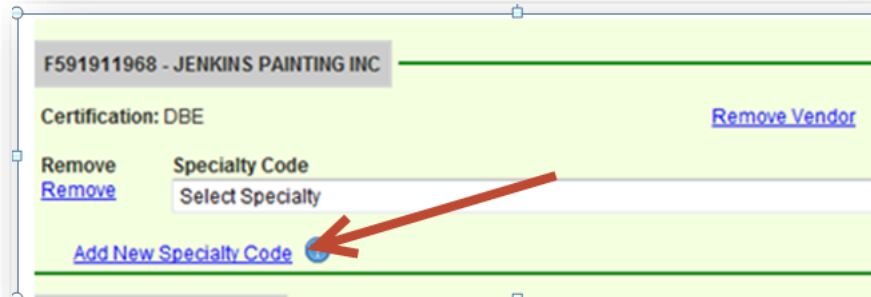 F591911968 - JENKINS PAINTING INC
Certification: DBE Remove Vendor
Remove Specialty Code
Remove Select Specialty
Add New Specialty Code